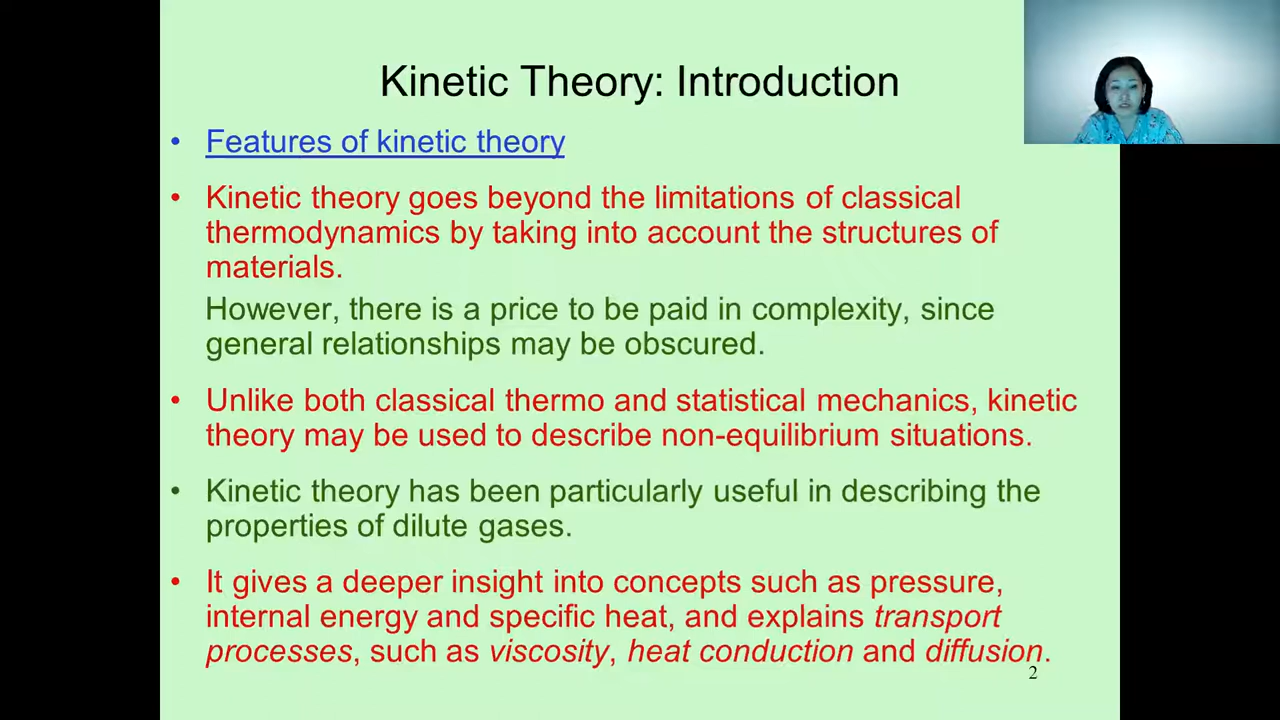 Kinetic Theory: Introduction
• Features of kinetic theory
• Kinetic theory goes beyond the limitations of classical
thermodynamics by taking into account the structures of
materials.
However, there is a price to be paid in complexity, since
general relationships may be obscured.
• Unlike both classical thermo and statistical mechanics, kinetic
theory may be used to describe non-equilibrium situations.
• Kinetic theory has been particularly useful in describing the
properties of dilute gases.
• It gives a deeper insight into concepts such as pressure,
internal energy and specific heat, and explains transport
processes, such as viscosity, heat conduction and diffusion.
2